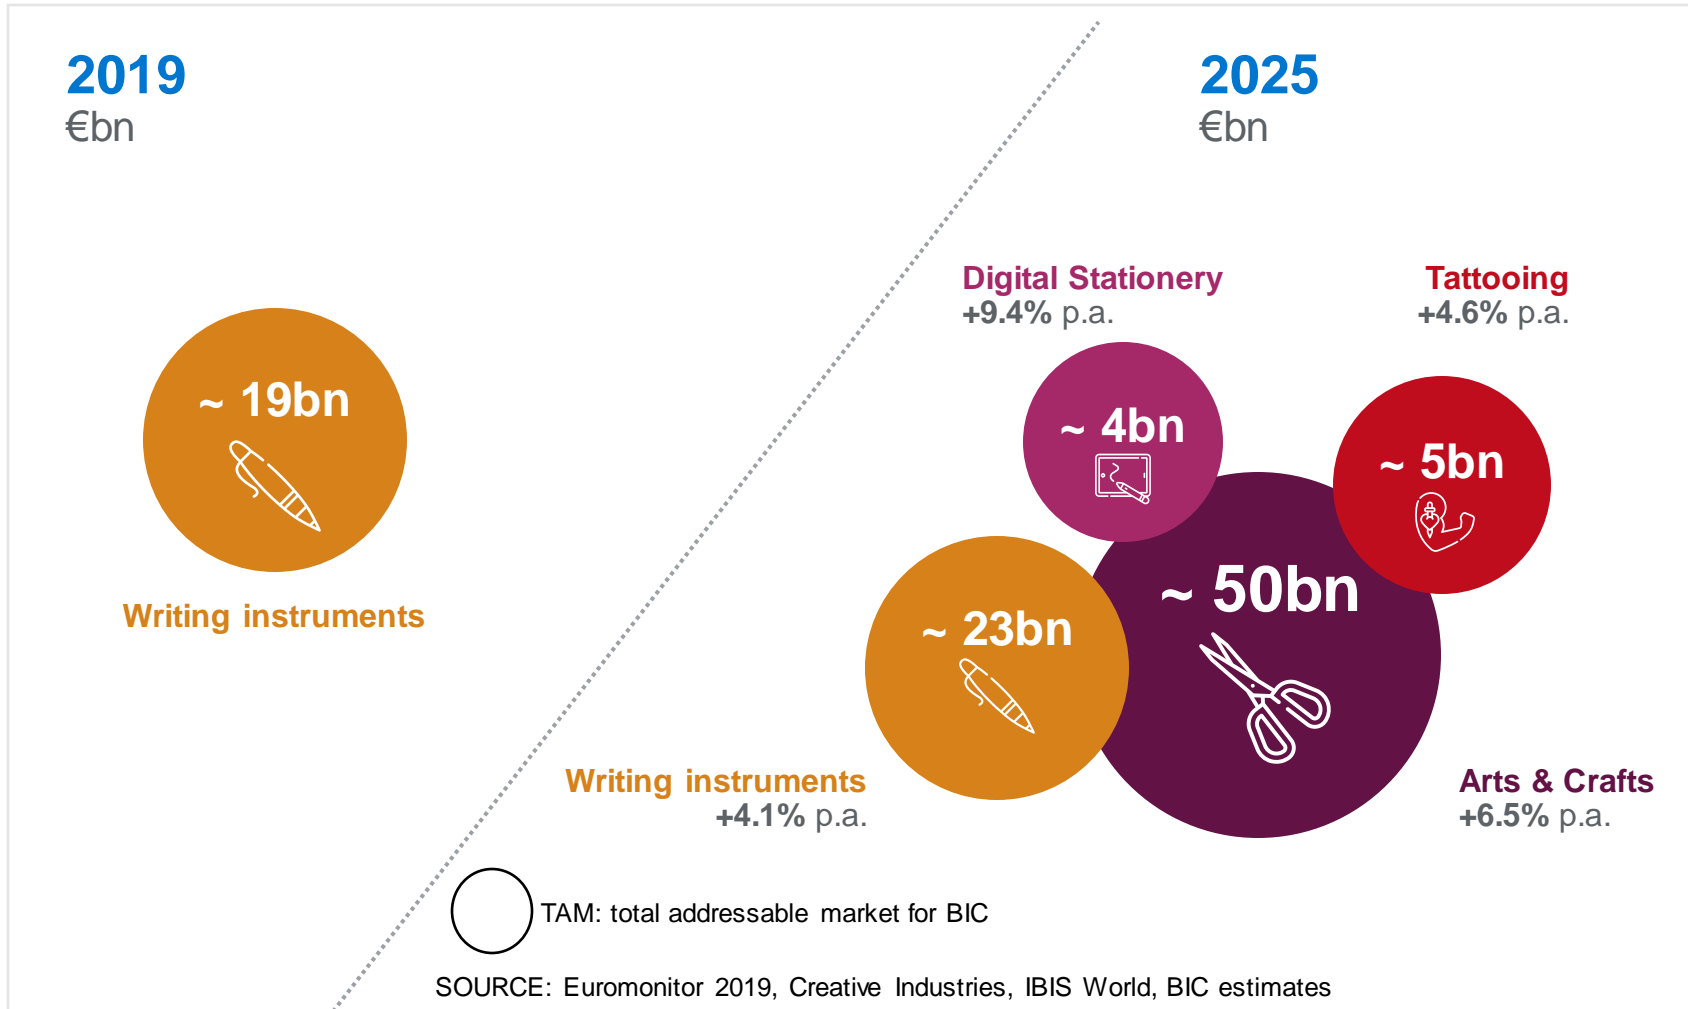 2019
€bn
2025
€bn
~ 19bn
Writing instruments
Digital Stationery
+9.4% p.a.
Tattooing
+4.6% p.a.
~ 4bn
~ 5bn
~ 50bn
~ 23bn
Writing instruments
+4.1% p.a.
Arts & Crafts
+6.5% p.a.
TAM: total addressable market for BIC
SOURCE: Euromonitor 2019, Creative Industries, IBIS World, BIC estimates